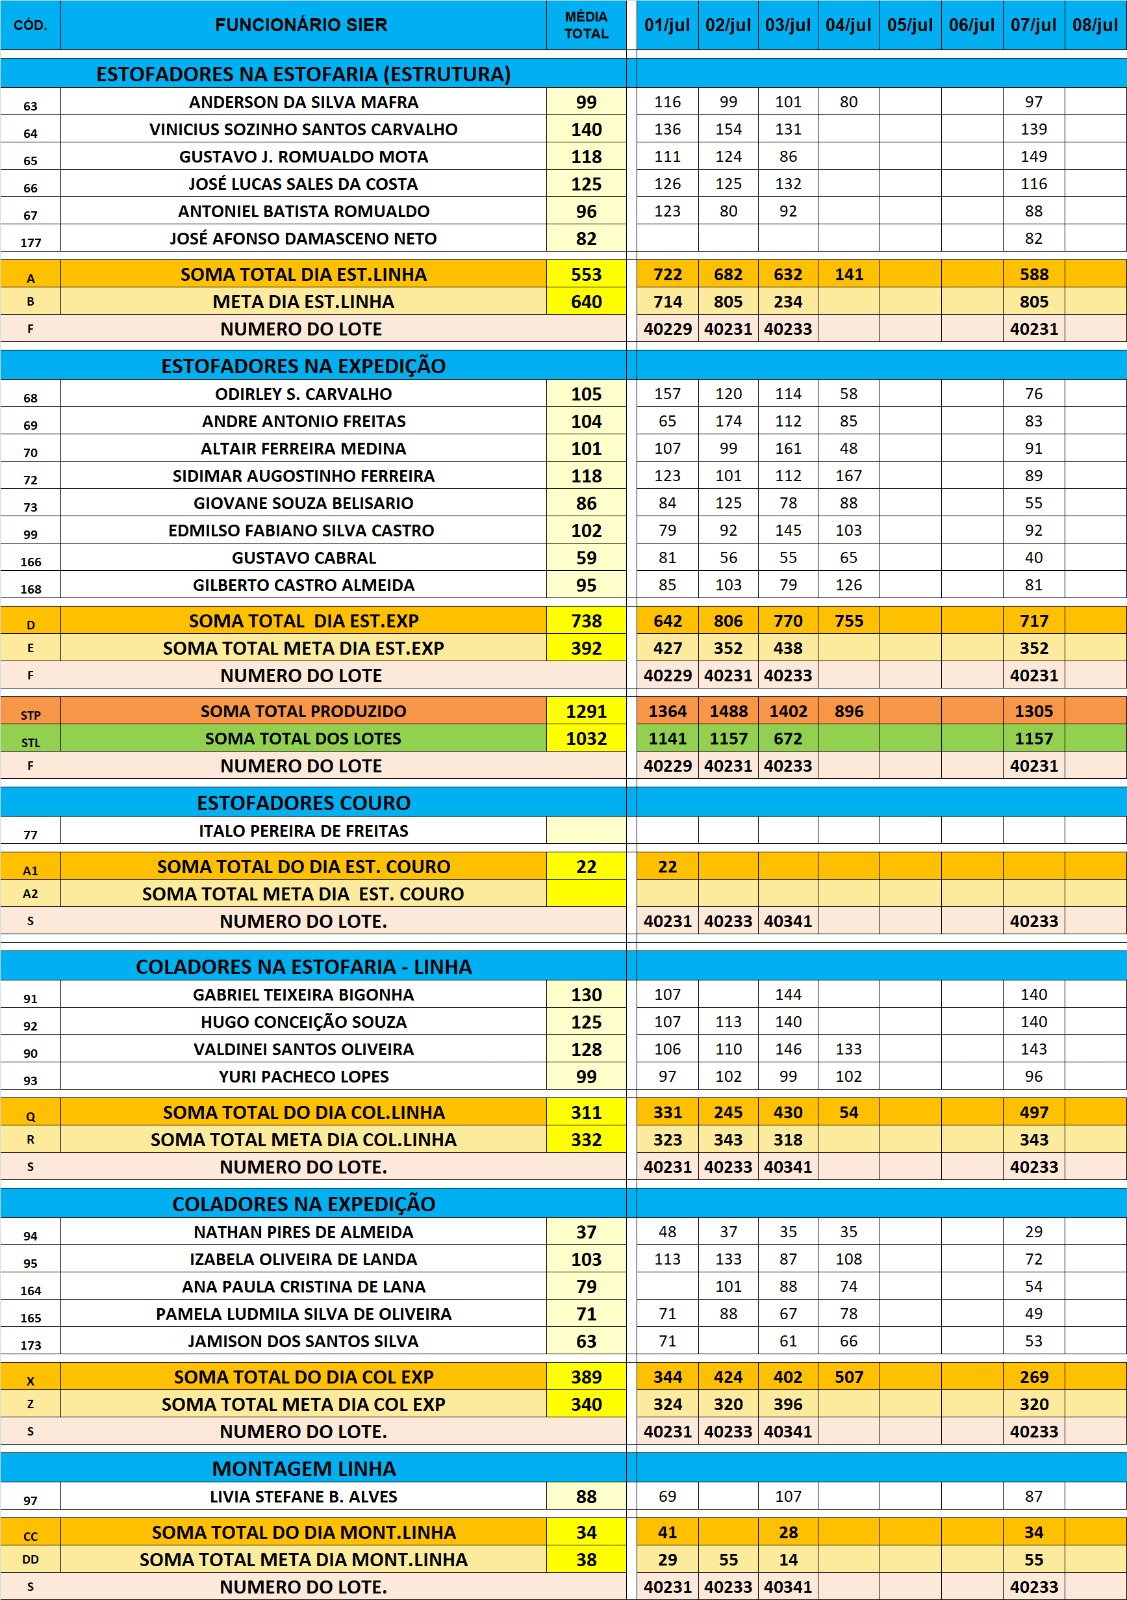 CÓD. FUNCIONÁRIO SIER MÉDIA TOTAL 01/jul 02/jul 03/jul 04/jul 05/jul 06/jul 07/jul 08/jul
ESTOFADORES NA ESTOFARIA (ESTRUTURA)
63 ANDERSON DA SILVA MAFRA 99 116 99 101 80 97
64 VINICIUS SOZINHO SANTOS CARVALHO 140 136 154 131 139
65 GUSTAVO J. ROMUALDO MOTA 118 111 124 86 149
66 JOSÉ LUCAS SALES DA COSTA 125 126 125 132 116
67 ANTONIEL BATISTA ROMUALDO 96 123 80 92 88
177 JOSÉ AFONSO DAMASCENO NETO 82 82
A SOMA TOTAL DIA EST.LINHA 553 722 682 632 141 588
B META DIA EST.LINHA 640 714 805 234 805
F NUMERO DO LOTE 40229 40231 40233 40231
ESTOFADORES NA EXPEDIÇÃO
68 ODIRLEY S. CARVALHO 105 157 120 114 58 76
69 ANDRE ANTONIO FREITAS 104 65 174 112 85 83
70 ALTAIR FERREIRA MEDINA 101 107 99 161 48 91
72 SIDIMAR AUGOSTINHO FERREIRA 118 123 101 112 167 89
73 GIOVANE SOUZA BELISARIO 86 84 125 78 88 55
99 EDMILSO FABIANO SILVA CASTRO 102 79 92 145 103 92
166 GUSTAVO CABRAL 59 81 56 55 65 40
168 GILBERTO CASTRO ALMEIDA 95 85 103 79 126 81
D SOMA TOTAL DIA EST.EXP 738 642 806 770 755 717
E SOMA TOTAL META DIA EST.EXP 392 427 352 438 352
F NUMERO DO LOTE 40229 40231 40233 40231
STP SOMA TOTAL PRODUZIDO 1291 1364 1488 1402 896 1305
STL SOMA TOTAL DOS LOTES 1032 1141 1157 672 1157
F NUMERO DO LOTE 40229 40231 40233 40231
ESTOFADORES COURO
77 ITALO PEREIRA DE FREITAS
A1 SOMA TOTAL DO DIA EST. COURO 22 22
A2 SOMA TOTAL META DIA EST. COURO
S NUMERO DO LOTE. 40231 40233 40341 40233
COLADORES NA ESTOFARIA - LINHA
91 GABRIEL TEIXEIRA BIGONHA 130 107 144 140
92 HUGO CONCEIÇÃO SOUZA 125 107 113 140 140
90 VALDINEI SANTOS OLIVEIRA 128 106 110 146 133 143
93 YURI PACHECO LOPES 99 97 102 99 102 96
Q SOMA TOTAL DO DIA COL.LINHA 311 331 245 430 54 497
R SOMA TOTAL META DIA COL.LINHA 332 323 343 318 343
S NUMERO DO LOTE. 40231 40233 40341 40233
COLADORES NA EXPEDIÇÃO
94 NATHAN PIRES DE ALMEIDA 37 48 37 35 35 29
95 IZABELA OLIVEIRA DE LANDA 103 113 133 87 108 72
164 ANA PAULA CRISTINA DE LANA 79 101 88 74 54
165 PAMELA LUDMILA SILVA DE OLIVEIRA 71 71 88 67 78 49
173 JAMISON DOS SANTOS SILVA 63 71 61 66 53
X SOMA TOTAL DO DIA COL EXP 389 344 424 402 507 269
Z SOMA TOTAL META DIA COL EXP 340 324 320 396 320
S NUMERO DO LOTE. 40231 40233 40341 40233
MONTAGEM LINHA
97 LIVIA STEFANE B. ALVES 88 69 107 87
CC SOMA TOTAL DO DIA MONT.LINHA 34 41 28 34
DD SOMA TOTAL META DIA MONT.LINHA 38 29 55 14 55
S NUMERO DO LOTE. 40231 40233 40341 40233